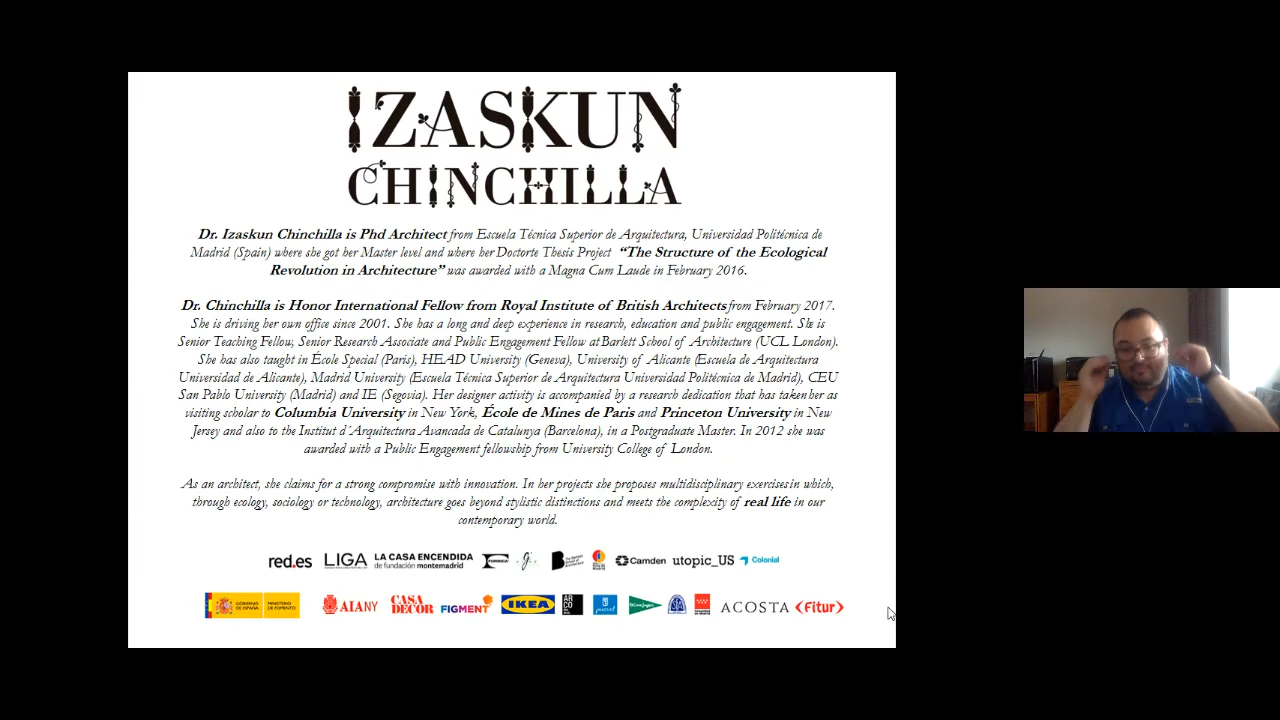 IZASKUN
CHINCHILLA
Dr. Izaskun Chinchilla is Phd Architect from Escuela Técnica Superior de Arquitectura, Universidad Politécnica de
Madrid (Spain) where she got her Master level and where her Doctorte Thesis Project “The Structure of the Ecological
Revolution in Architecture” was awarded with a Magna Cum Laude in February 2016.
Dr. Chinchilla is Honor International Fellow from Royal Institute of British Architects from February 2017.
She is driving her own office since 2001. She has a long and deep experience in research, education and public engagement. She is
Senior Teaching Fellow, Senior Research Associate and Public Engagement Fellow at Barlett School of Architecture (UCL London).
She has also taught in École Special (Paris), HEAD University (Geneva), University of Alicante (Escuela de Arquitectura
Universidad de Alicante), Madrid University (Escuela Técnica Superior de Arquitectura Universidad Politécnica de Madrid), CEU
San Pablo University (Madrid) and IE (Segovia). Her designer activity is accompanied by a research dedication that has taken her as
visiting scholar to Columbia University in New York, École de Mines de Paris and Princeton University in New
Jersey and also to the Institut d´Arquitectura Avancada de Catalunya (Barcelona), in a Postgraduate Master. In 2012 she was
awarded with a Public Engagement fellowship from University College of London.
As an architect, she claims for a strong compromise with innovation. In her projects she proposes multidisciplinary exercises in which,
through ecology, sociology or technology, architecture goes beyond stylistic distinctions and meets the complexity of real life in our
contemporary world.
red.es LIGA LA CASA ENCENDIDA Camden utopic_US Colonial
de fundación montemadrid
GOBIERNO DE ESPAÑA MINISTERIO DE FOMENTO AIANY CASA DECOR FIGMENT IKEA ARCO ACOSTA Fitur